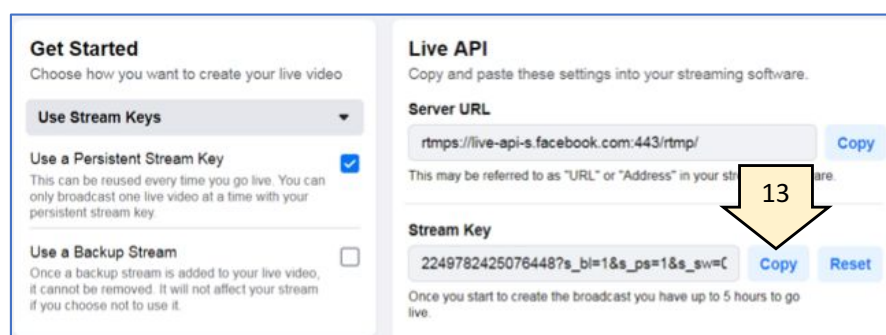 Get Started
Choose how you want to create your live video
Use Stream Keys
Use a Persistent Stream Key
This can be reused every time you go live. You can
only broadcast one live video at a time with your
persistent stream key.
Use a Backup Stream
Once a backup stream is added to your live video,
it cannot be removed. It will not affect your stream
if you choose not to use it.
Live API
Copy and paste these settings into your streaming software.
Server URL
rtmps://live-api-s.facebook.com:443/rtmp/ Copy
This may be referred to as "URL" or "Address" in your
13
Stream Key
2249782425076448?s_bl=1&s_ps=1&s_sw=0 Copy Reset
Once you start to create the broadcast you have up to 5 hours to go
live.